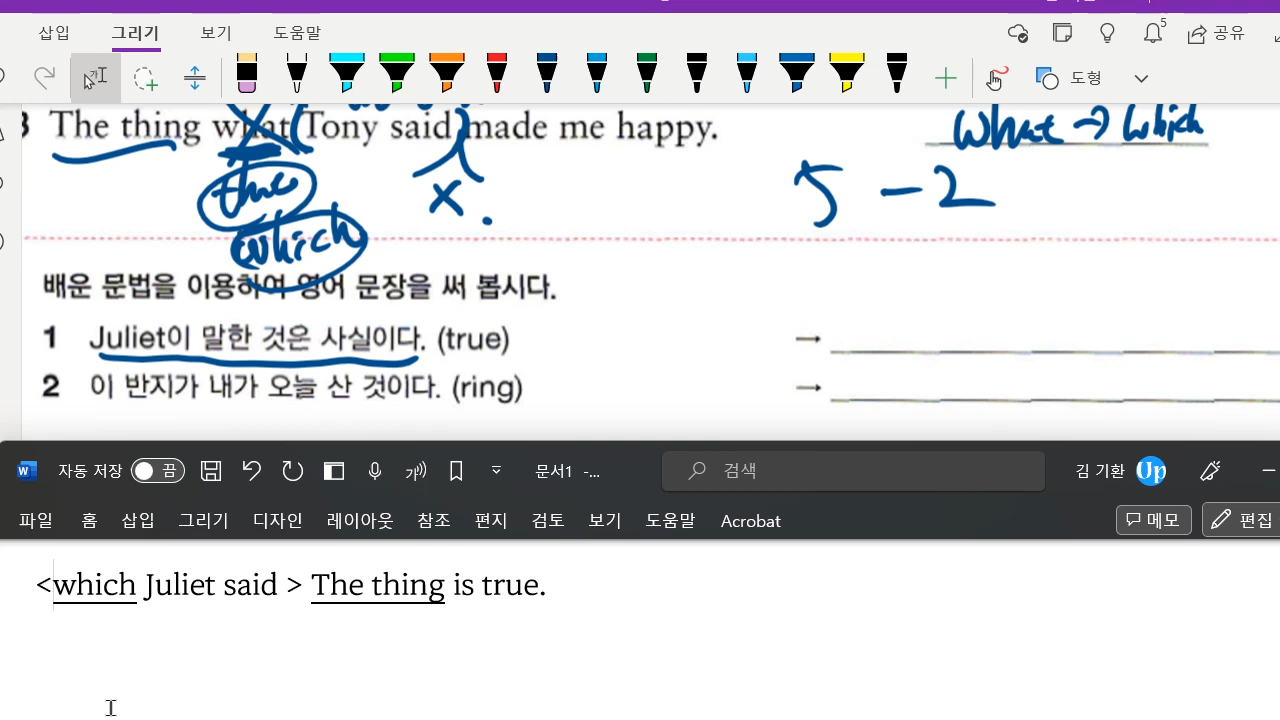 삽입 그리기 보기 도움말 5 공유
도형
The thing what Tony said made me happy. what → which
the x. 5 - 2
which
배운 문법을 이용하여 영어 문장을 써 봅시다.
1 Juliet이 말한 것은 사실이다. (true) →
2 이 반지가 내가 오늘 산 것이다. (ring) →
자동 저장 끔 가 문서1 -... 검색 김 기환 Up
파일 홈 삽입 그리기 디자인 레이아웃 참조 편지 검토 보기 도움말 Acrobat 메모 편집
<which Juliet said > The thing is true.